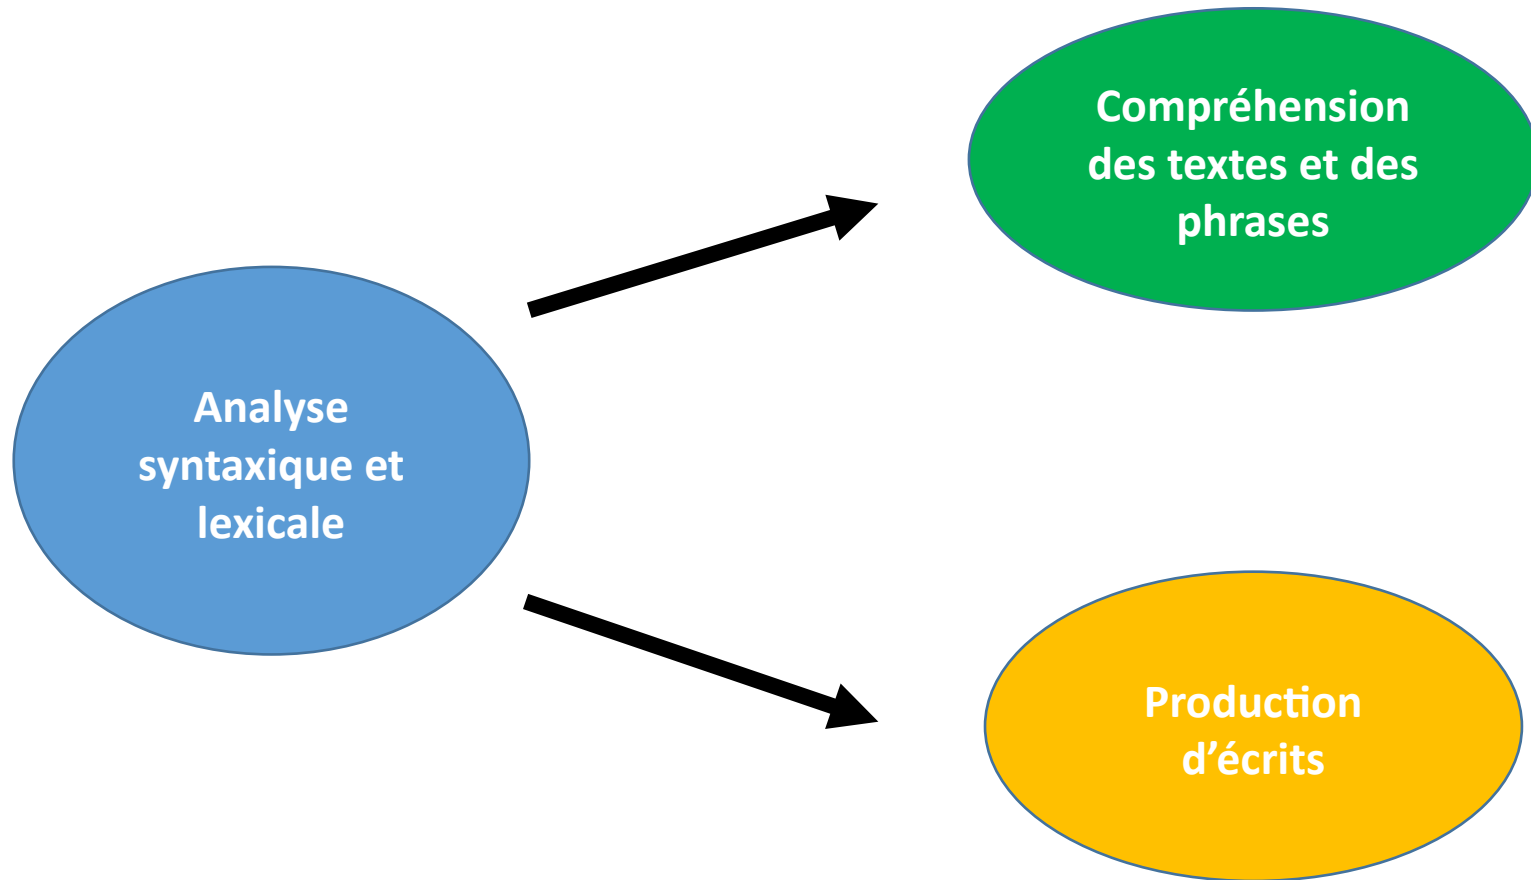 Compréhension
des textes et des
phrases
Analyse
syntaxique et
lexicale
Production
d’écrits